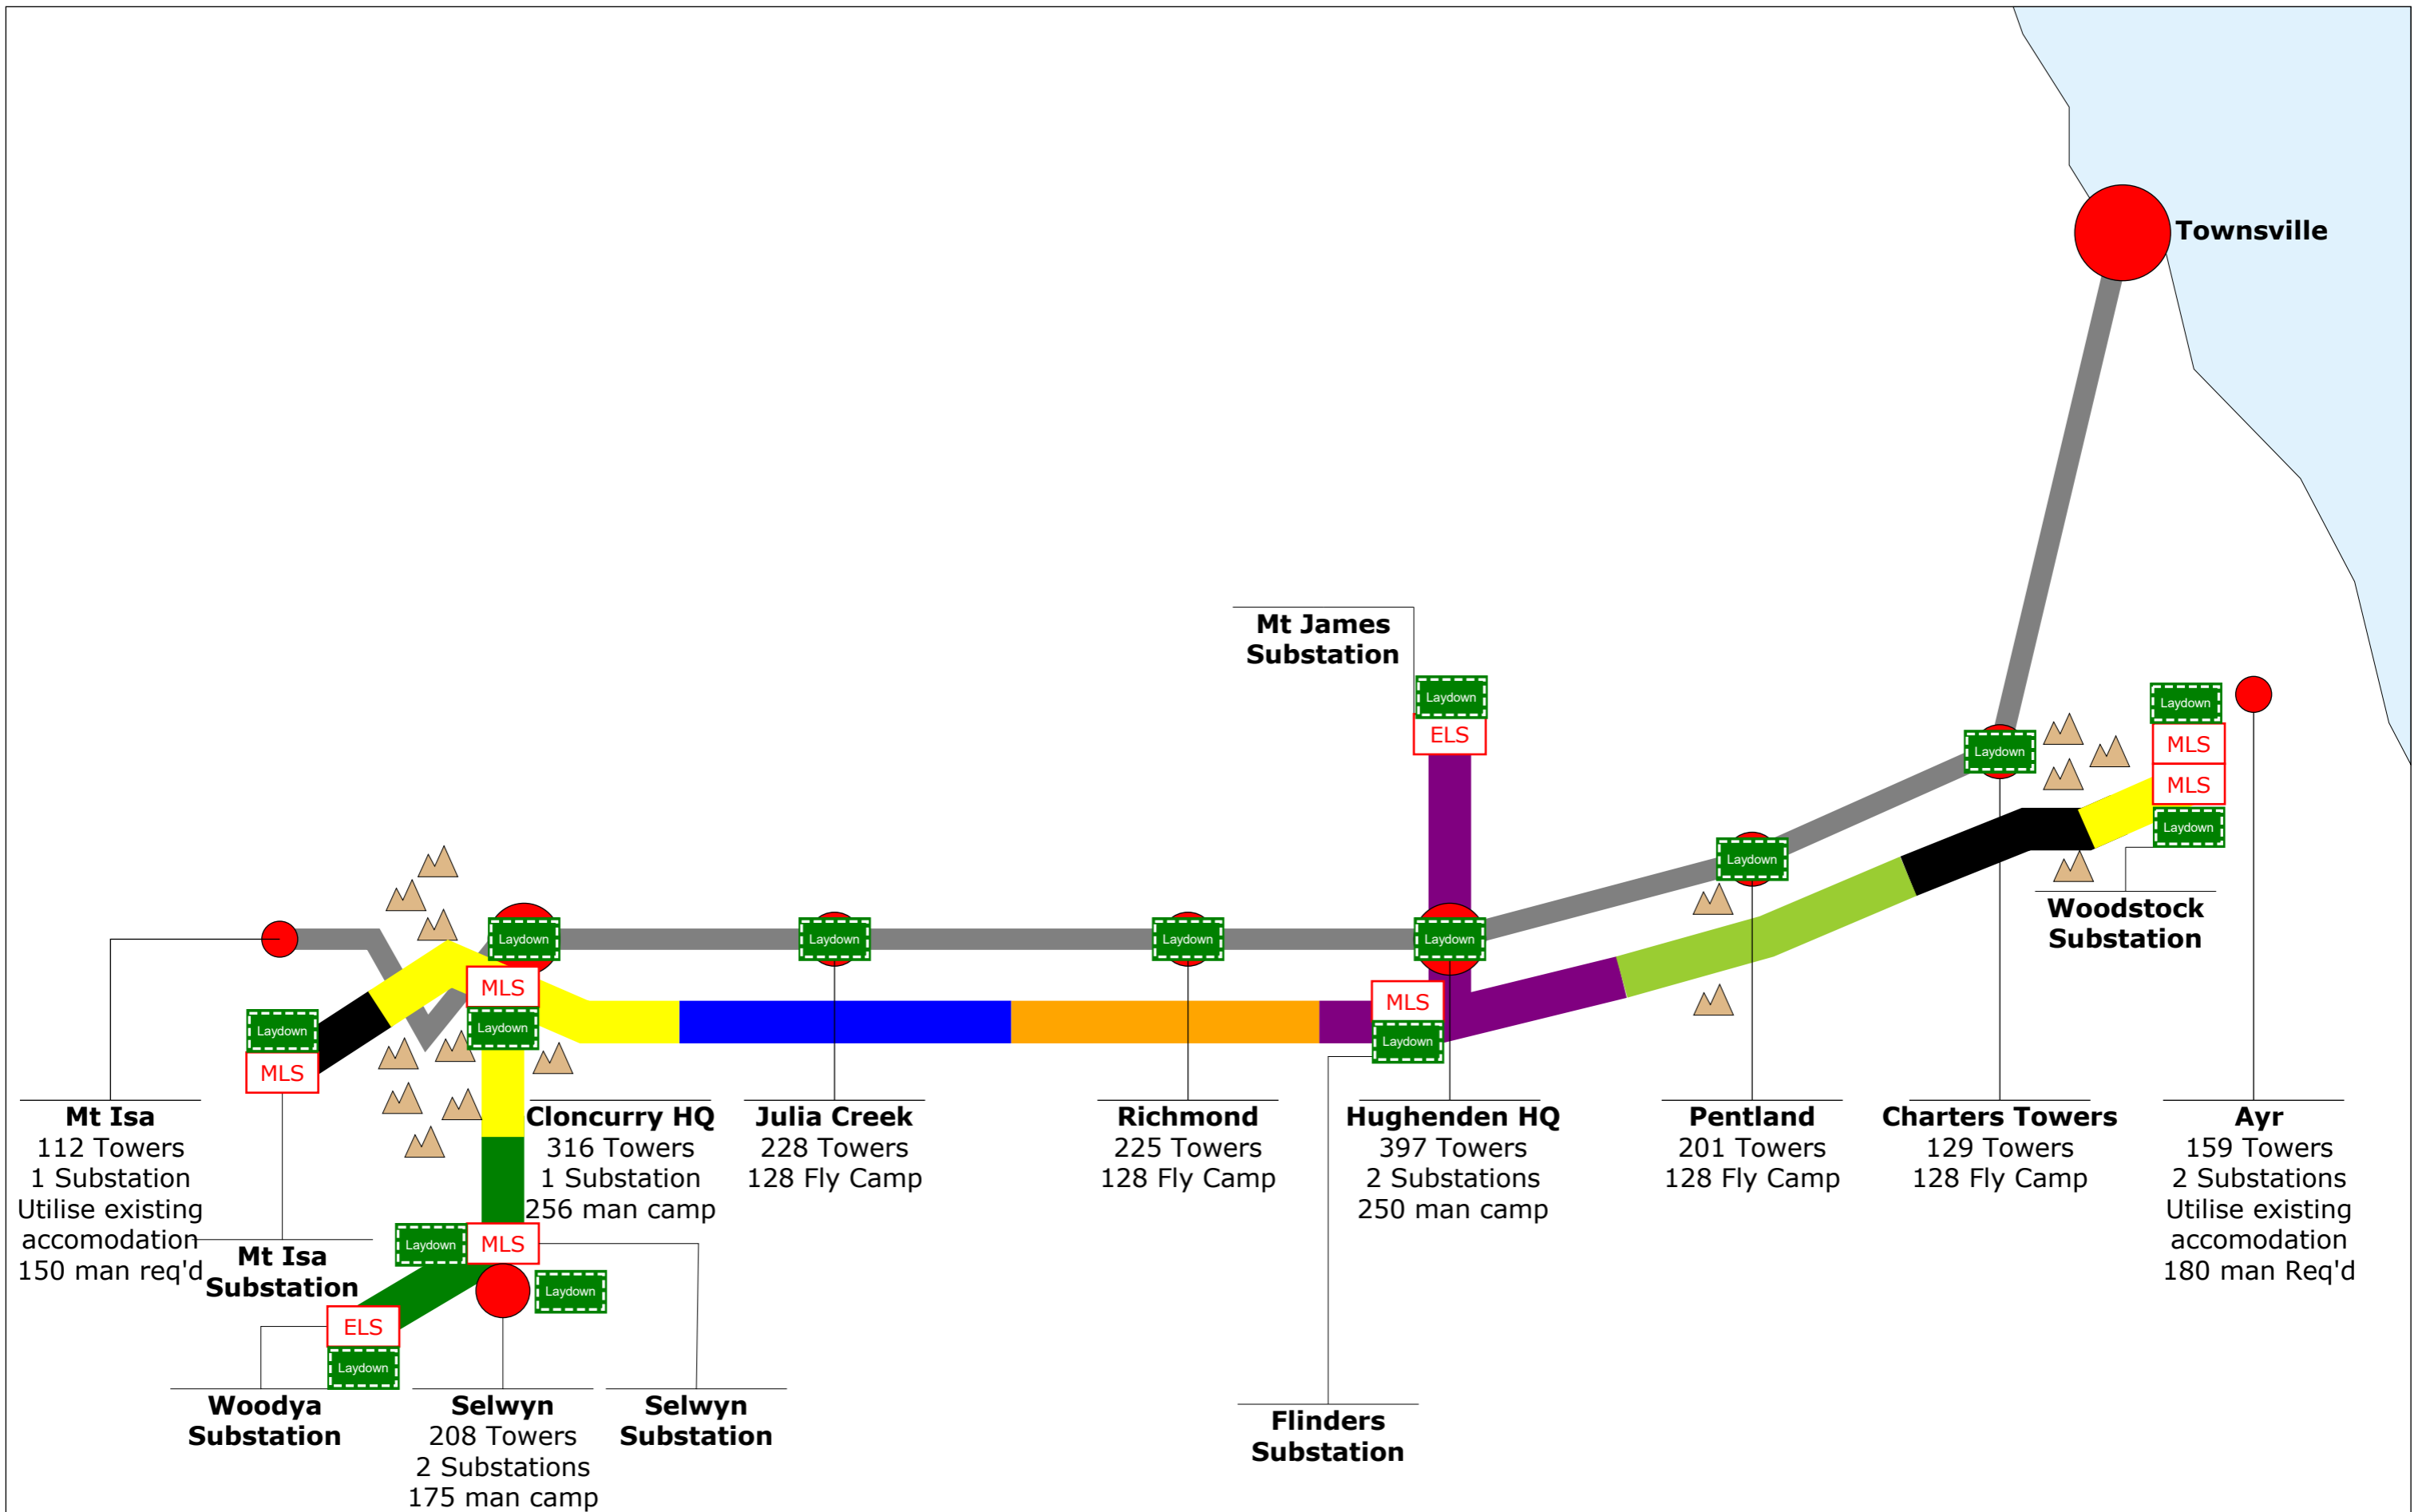 Townsville
Mt James
Substation
Laydown
ELS
Laydown
MLS
MLS
Laydown
Laydown
Laydown
Woodstock
Substation
Laydown
Laydown
Laydown
Laydown
MLS
Laydown
MLS
Laydown
Laydown
MLS
Mt Isa
112 Towers
1 Substation
Utilise existing
accomodation
150 man req'd
Cloncurry HQ
316 Towers
1 Substation
256 man camp
Julia Creek
228 Towers
128 Fly Camp
Richmond
225 Towers
128 Fly Camp
Hughenden HQ
397 Towers
2 Substations
250 man camp
Pentland
201 Towers
128 Fly Camp
Charters Towers
129 Towers
128 Fly Camp
Ayr
159 Towers
2 Substations
Utilise existing
accomodation
180 man Req'd
Mt Isa
Substation
Laydown
MLS
Laydown
ELS
Laydown
Woodya
Substation
Selwyn
208 Towers
2 Substations
175 man camp
Selwyn
Substation
Flinders
Substation